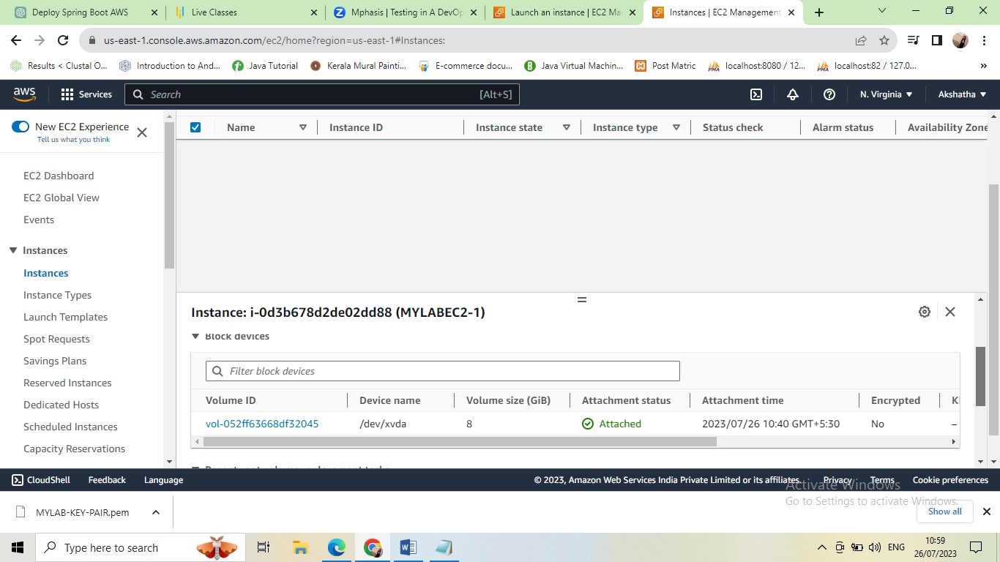 Deploy Spring Boot AWS
Live Classes
Mphasis | Testing in A DevOp
Launch an instance | EC2 Ma
Instances | EC2 Management
us-east-1.console.aws.amazon.com/ec2/home?region=us-east-1#Instances:
Results < Clustal O...
Introduction to And...
Java Tutorial
Kerala Mural Painti...
E-commerce docu...
Java Virtual Machin...
Post Matric
localhost:8080 / 12...
localhost:82 / 127.0...
»
aws
Services
Search
[Alt+S]
N. Virginia
Akshatha
New EC2 Experience
Tell us what you think
EC2 Dashboard
EC2 Global View
Events
Instances
Instances
Instance Types
Launch Templates
Spot Requests
Savings Plans
Reserved Instances
Dedicated Hosts
Scheduled Instances
Capacity Reservations
Name
Instance ID
Instance state
Instance type
Status check
Alarm status
Availability Zone
Instance: i-0d3b678d2de02dd88 (MYLABEC2-1)
Block devices
Filter block devices
Volume ID
Device name
Volume size (GiB)
Attachment status
Attachment time
Encrypted
vol-052ff63668df32045
/dev/xvda
8
Attached
2023/07/26 10:40 GMT+5:30
No
–
CloudShell
Feedback
Language
© 2023, Amazon Web Services India Private Limited or its affiliates.
Privacy
Terms
Cookie preferences
Activate Windows
Go to Settings to activate Windows.
MYLAB-KEY-PAIR.pem
Show all
Type here to search
ENG
10:59
26/07/2023